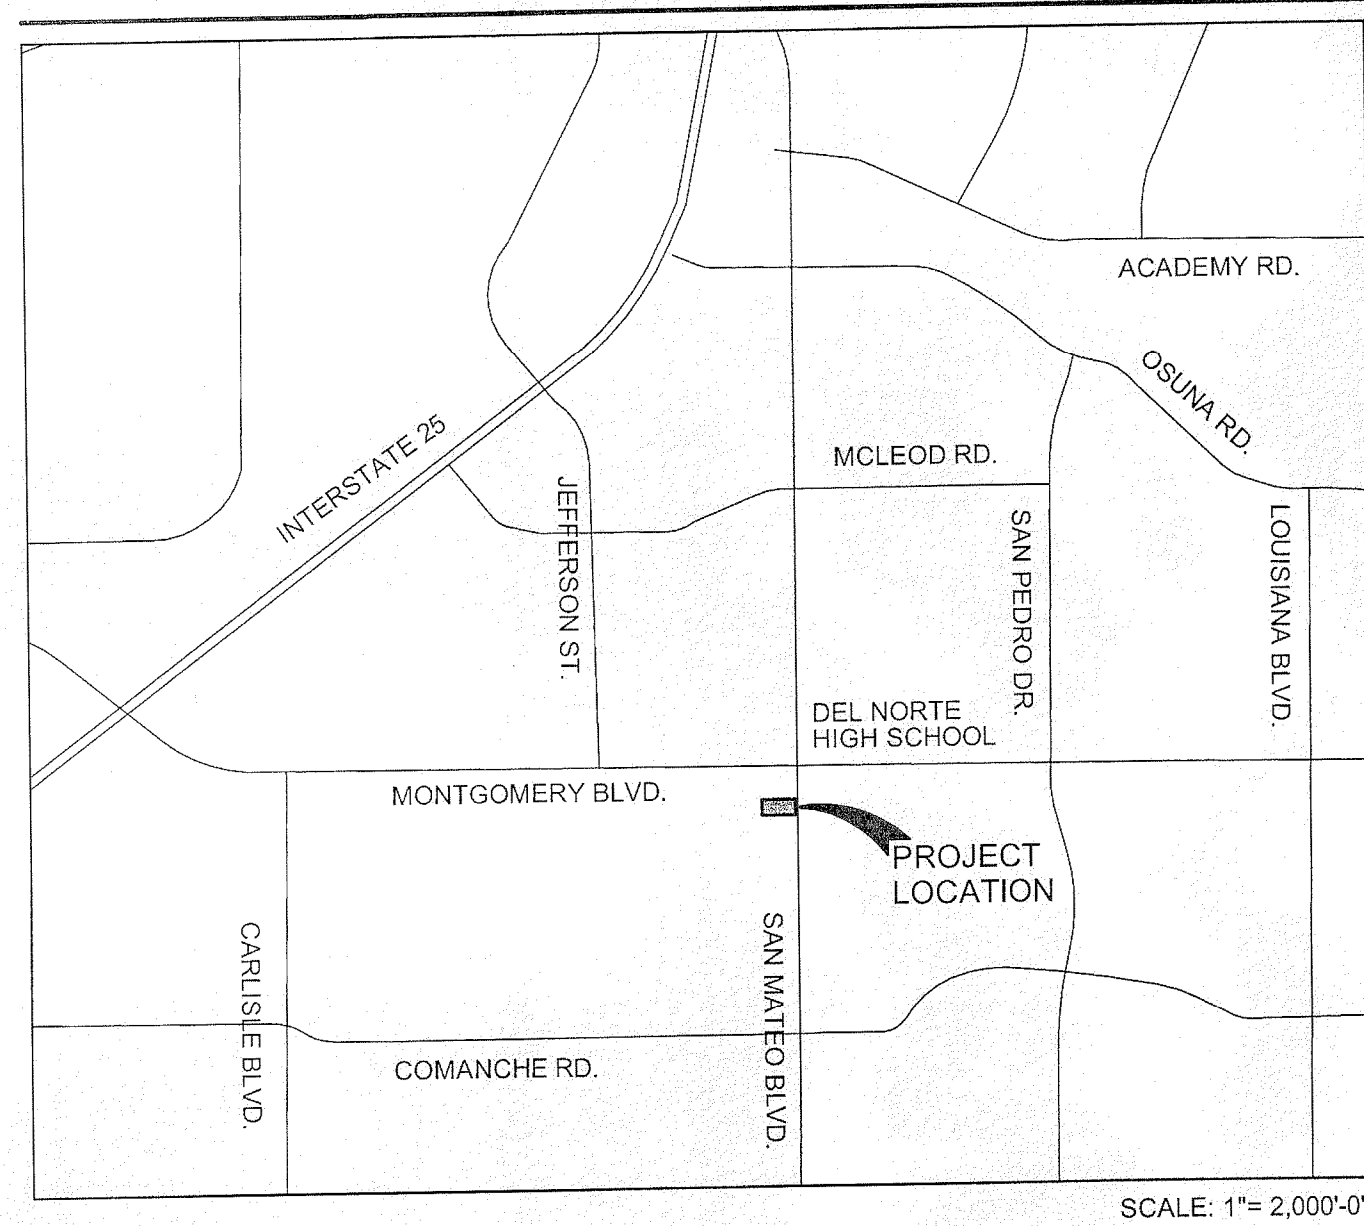 ACADEMY RD.
OSUNA RD.
INTERSTATE 25
MCLEOD RD.
JEFFERSON ST.
SAN PEDRO DR.
LOUISIANA BLVD.
DEL NORTE
HIGH SCHOOL
MONTGOMERY BLVD.
PROJECT
LOCATION
CARLISLE BLVD.
SAN MATEO BLVD.
COMANCHE RD.
SCALE: 1"= 2,000'-0"